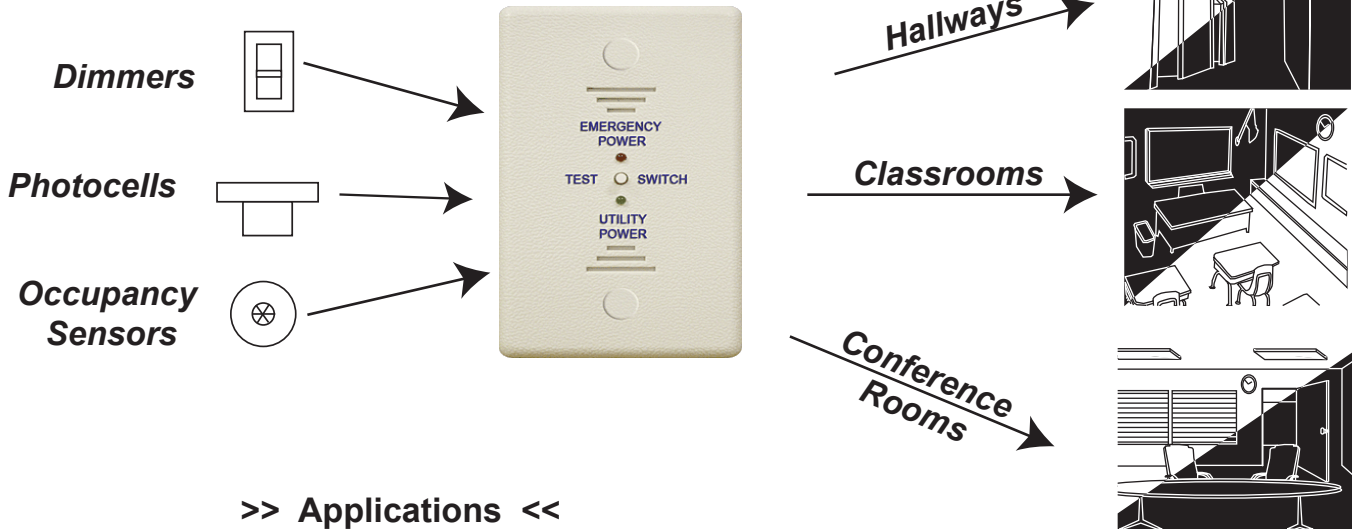 Dimmers
Photocells
Occupancy
Sensors
EMERGENCY
POWER
TEST SWITCH
UTILITY
POWER
Hallways
Classrooms
Conference
Rooms
>> Applications <<